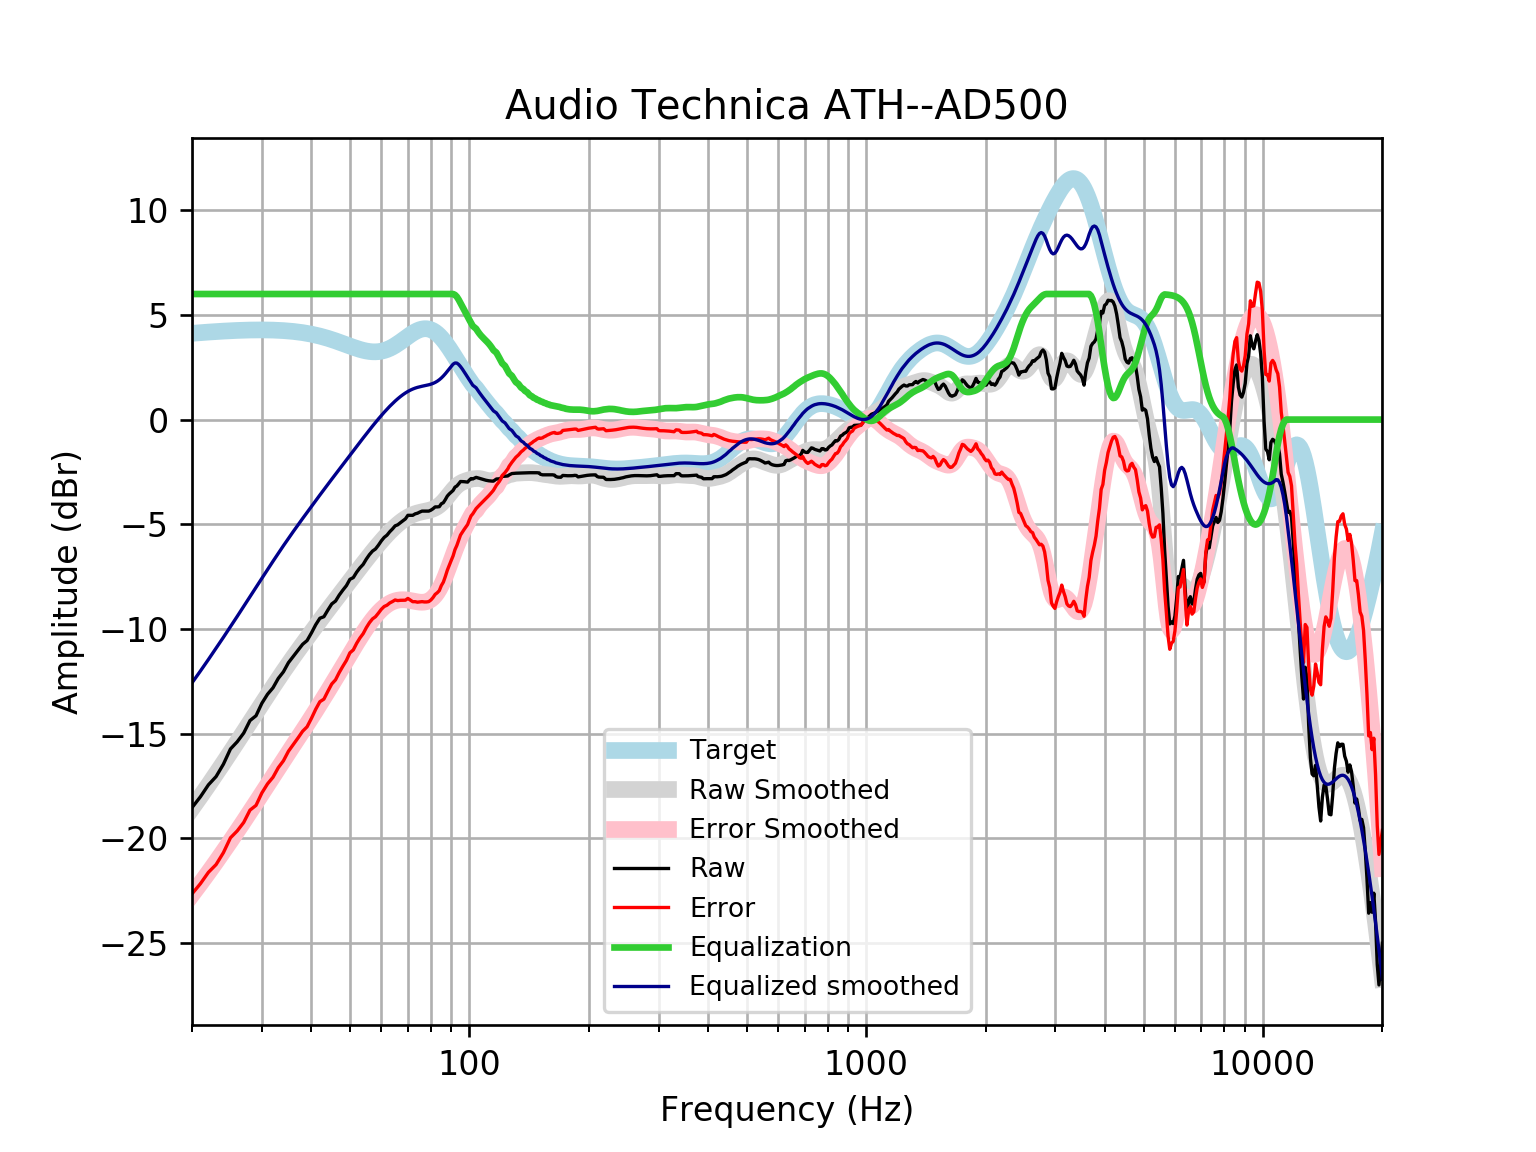 Audio Technica ATH--AD500
10
5
0
−5
−10
−15
−20
−25
Amplitude (dBr)
Target
Raw Smoothed
Error Smoothed
Raw
Error
Equalization
Equalized smoothed
100 1000 10000
Frequency (Hz)